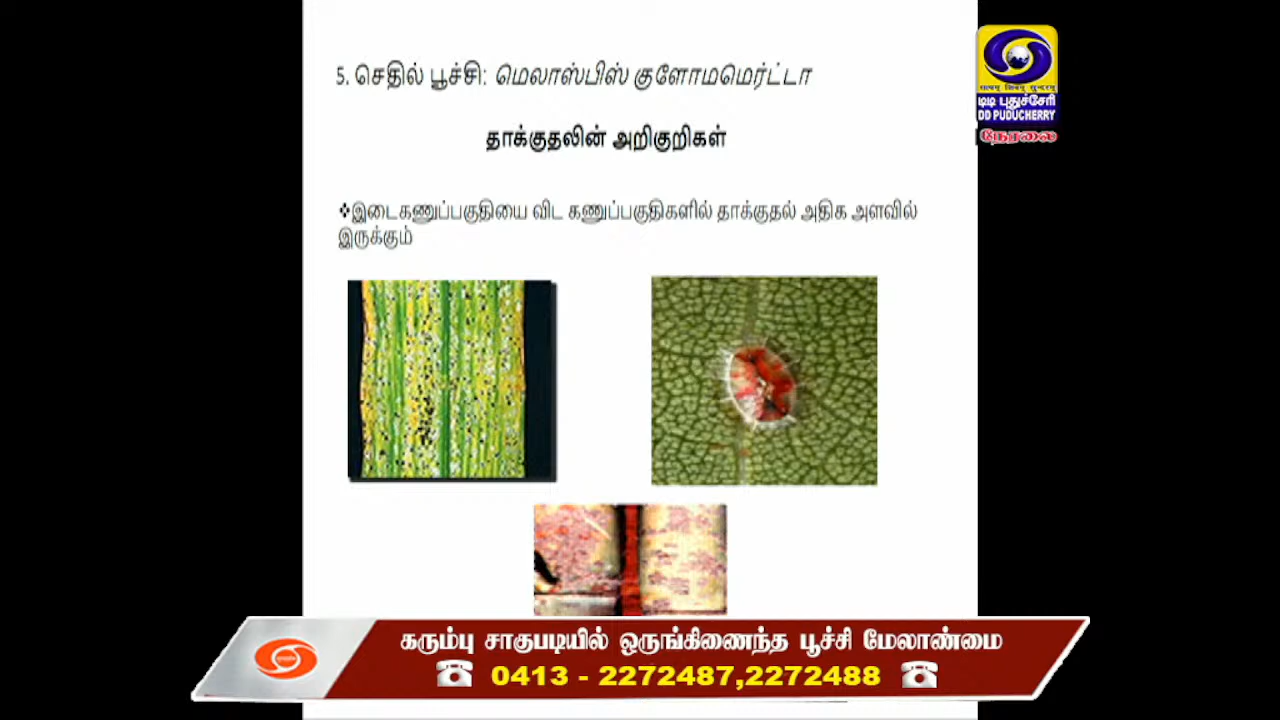 5. செதில் பூச்சி: மெலாஸ்பிஸ் குளோமமெர்ட்டா
தாக்குதலின் அறிகுறிகள்
❖இடைகணுப்பகுதியை விட கணுப்பகுதிகளில் தாக்குதல் அதிக அளவில்
இருக்கும்
டிடி புதுச்சேரி
DD PUDUCHERRY
நேரலை
கரும்பு சாகுபடியில் ஒருங்கிணைந்த பூச்சி மேலாண்மை
☎ 0413 - 2272487,2272488 ☎